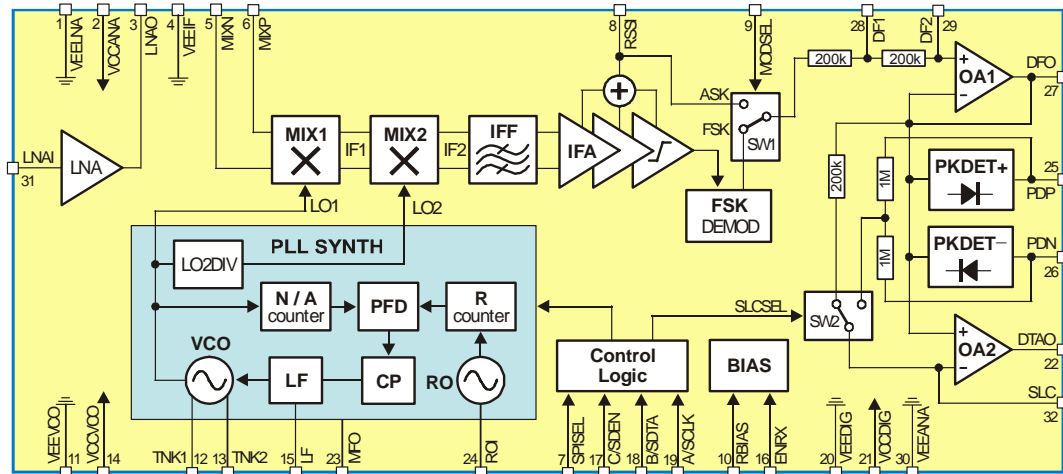 1
VEELNA
2
VCCANA
3
LNAO
4
VEEIF
5
MIXN
6
MIXP
8
RSSI
9
MODSEL
28
DF1
DF2
29
200k
200k
OA1
+
−
DFO
27
ASK
FSK
SW1
+
MIX1
IF1
MIX2
IF2
IFF
IFA
LNAI
31
LNA
LO1
LO2
FSK
DEMOD
200k
1M
1M
PKDET+
25
PDP
PKDET−
PDN
26
PLL SYNTH
LO2DIV
N / A
counter
PFD
R
counter
SLCSEL
SW2
VCO
LF
CP
RO
Control
Logic
BIAS
+
−
OA2
DTAO
22
SLC
32
VEEVCO
11
VCCVCO
14
TNK1
12
13
TNK2
15
LF
23
MFO
24
ROI
7
SPISEL
17
C/SDEN
18
B/SDTA
19
A/SCLK
10
RBIAS
16
ENRX
20
VEEDIG
21
VCCDIG
30
VEEANA